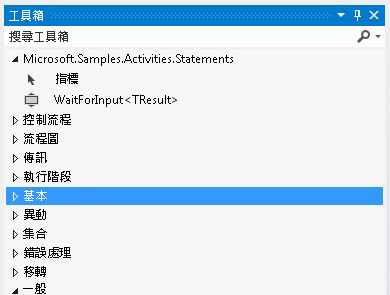 工具箱
搜尋工具箱
Microsoft.Samples.Activities.Statements
指標
WaitForInput<TResult>
控制流程
流程圖
傳訊
執行階段
基本
異動
集合
錯誤處理
移轉
一般